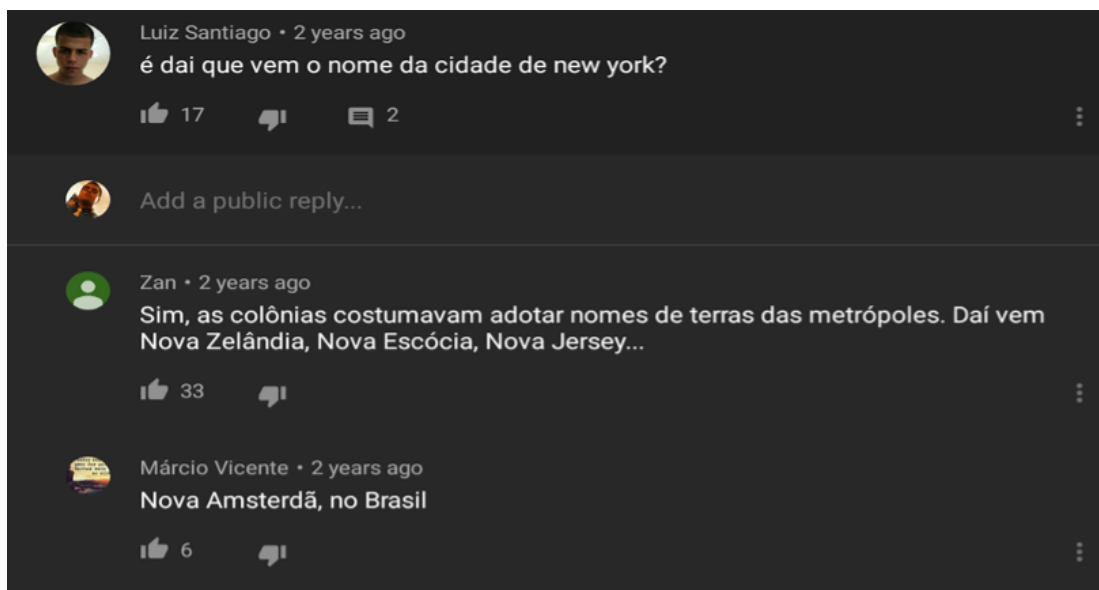 Luiz Santiago • 2 years ago
é dai que vem o nome da cidade de new york?
17 2
Add a public reply...
Zan • 2 years ago
Sim, as colônias costumavam adotar nomes de terras das metrópoles. Daí vem
Nova Zelândia, Nova Escócia, Nova Jersey...
33
Márcio Vicente • 2 years ago
Nova Amsterdã, no Brasil
6